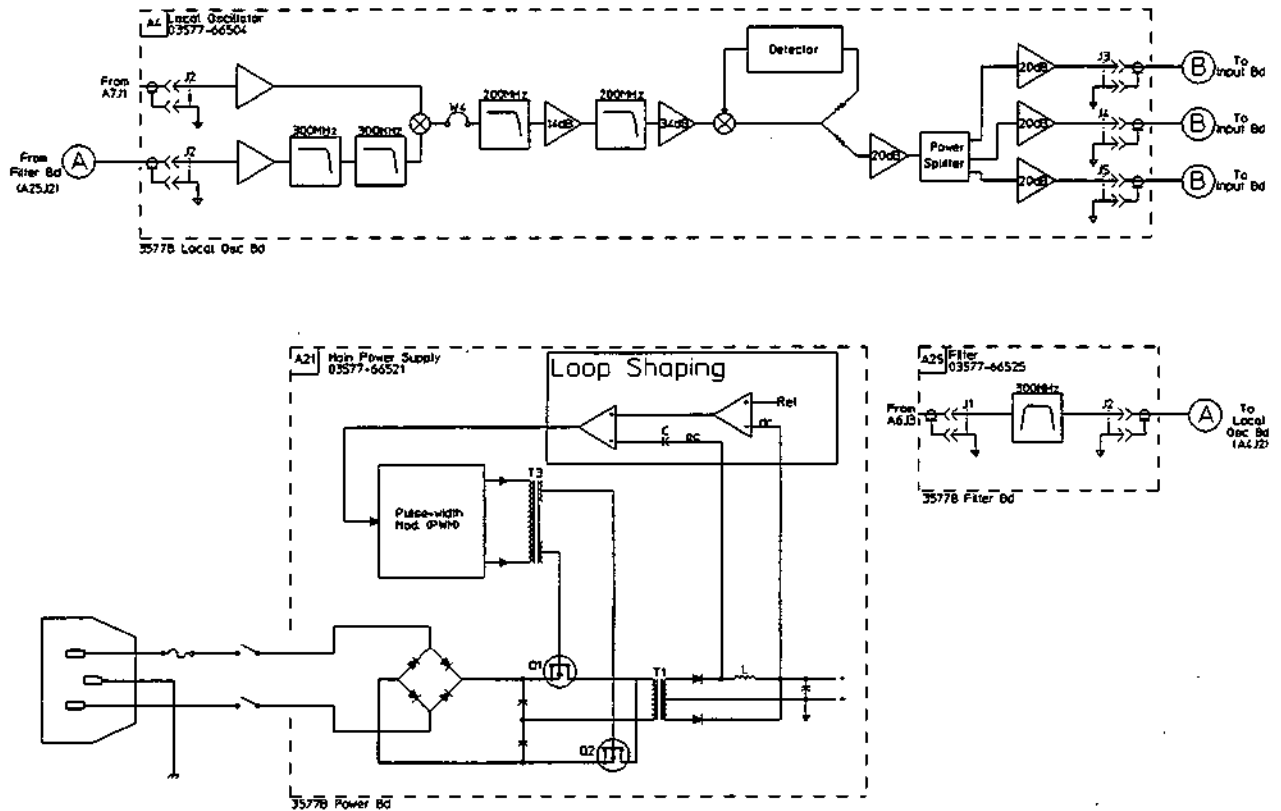 A4 Local Oscillator
03577-66504
From
A7J1
J2
300MHz
300MHz
W4
200MHz
14dB
200MHz
34dB
Detector
20dB
Power
Splitter
20dB
J3
B
To
Input Bd
20dB
J4
B
To
Input Bd
20dB
J5
B
To
Input Bd
From
Filter Bd
(A25J2)
A
J2
3577B Local Osc Bd
A21 Main Power Supply
03577-66521
Loop Shaping
Ref
dc
C
ac
T3
Pulse-width
Mod. (PWM)
Q1
T1
L
Q2
3577B Power Bd
A25 Filter
03577-66525
From
A6J3
J1
300MHz
J2
A
To
Local
Osc Bd
(A4J2)
3577B Filter Bd